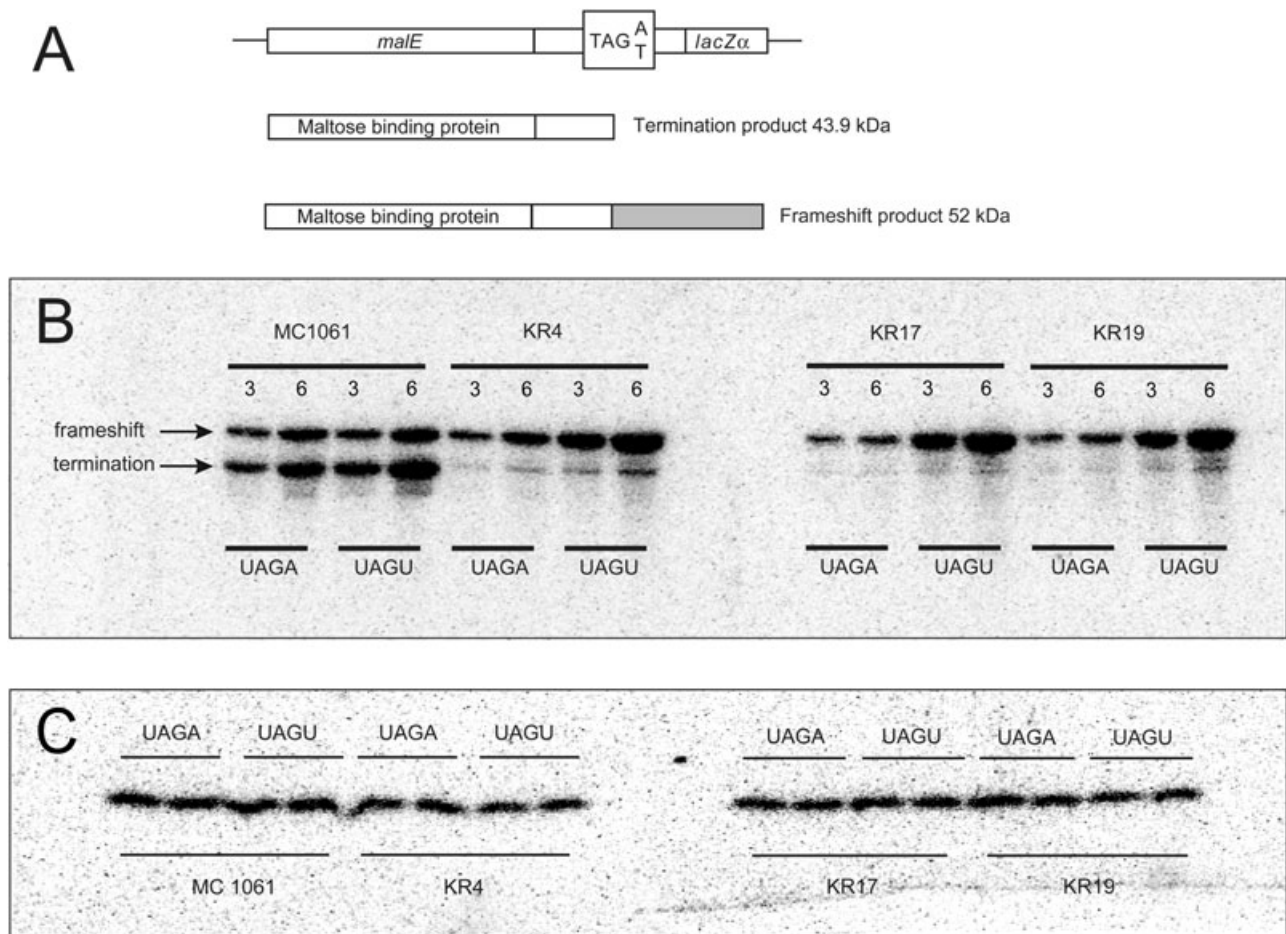 A
malE
TAG A
T
lacZα
Maltose binding protein
Termination product 43.9 kDa
Maltose binding protein
Frameshift product 52 kDa
B
MC1061 KR4 KR17 KR19
3 6 3 6 3 6 3 6 3 6 3 6 3 6 3 6
frameshift
termination
UAGA UAGU UAGA UAGU UAGA UAGU UAGA UAGU
C
UAGA UAGU UAGA UAGU UAGA UAGU UAGA UAGU
MC 1061 KR4 KR17 KR19